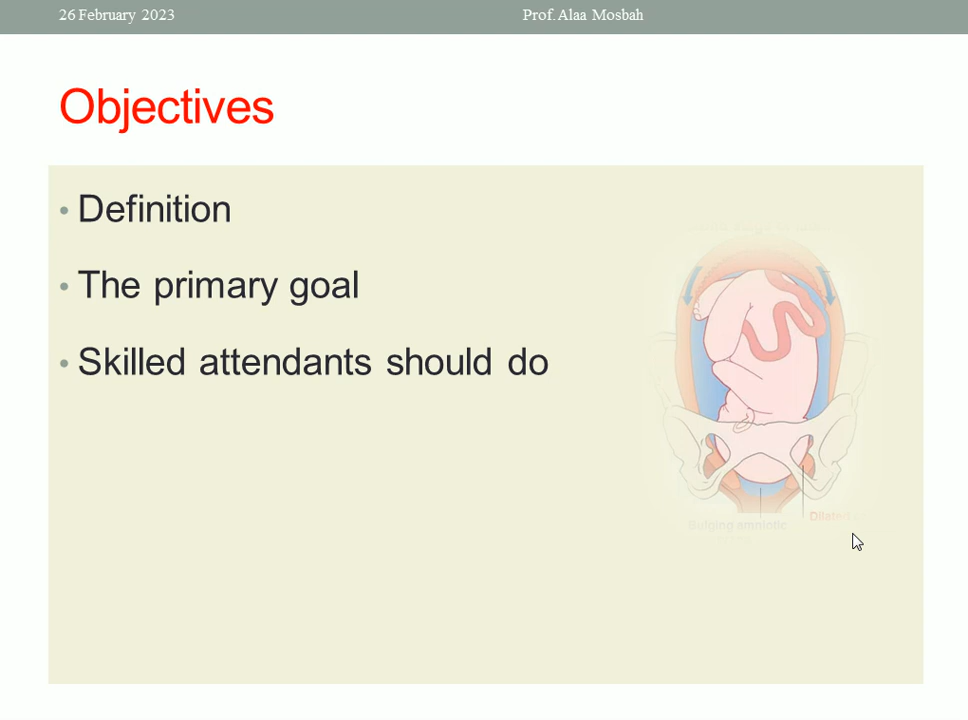 26 February 2023
Prof. Alaa Mosbah
Objectives
• Definition
• The primary goal
• Skilled attendants should do
Bulging amniotic
Dilated